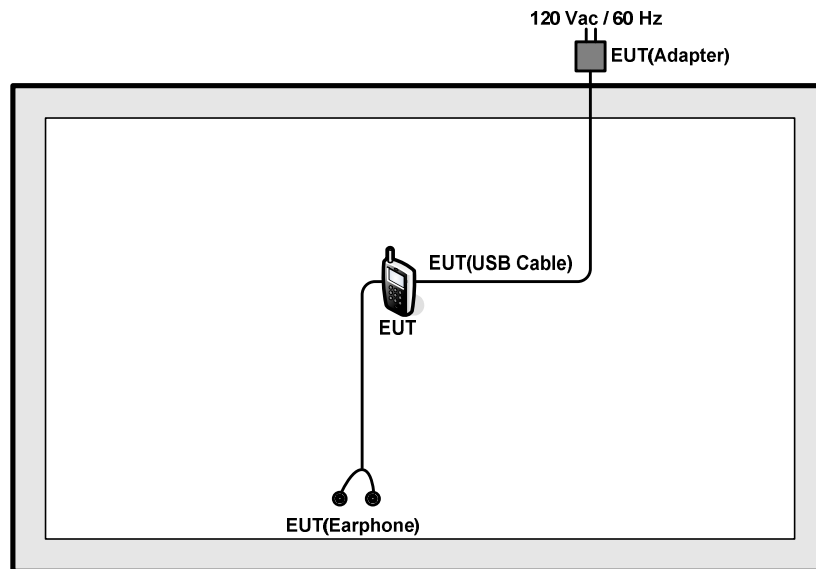 120 Vac / 60 Hz
EUT(Adapter)
EUT(USB Cable)
EUT
EUT(Earphone)